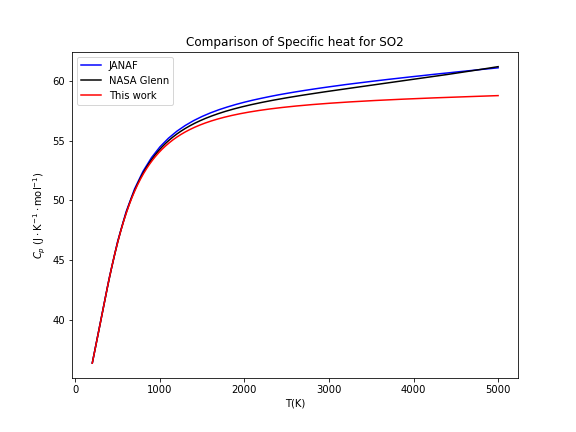 Comparison of Specific heat for SO2
JANAF
NASA Glenn
This work
60
55
50
45
40
C_p (J · K⁻¹ · mol⁻¹)
0 1000 2000 3000 4000 5000
T(K)